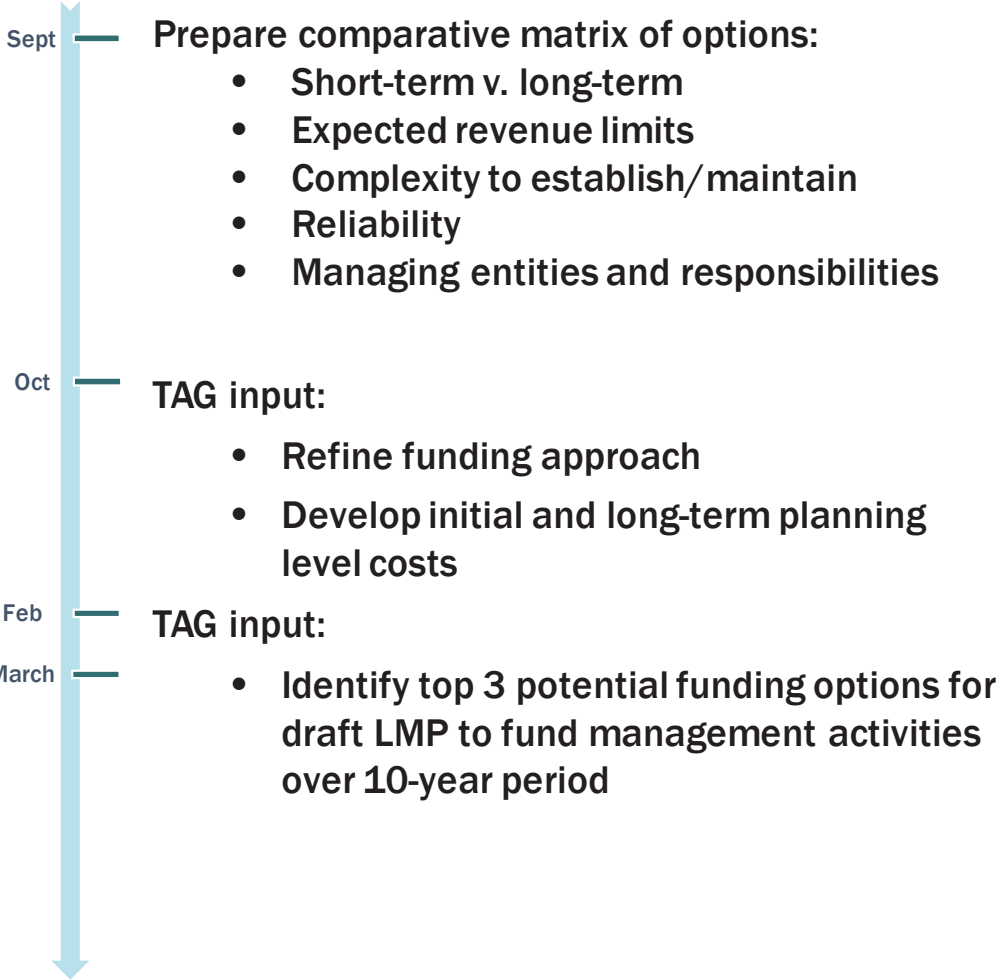 Sept
Prepare comparative matrix of options:
• Short-term v. long-term
• Expected revenue limits
• Complexity to establish/maintain
• Reliability
• Managing entities and responsibilities
Oct
TAG input:
• Refine funding approach
• Develop initial and long-term planning
level costs
Feb
TAG input:
March
• Identify top 3 potential funding options for
draft LMP to fund management activities
over 10-year period